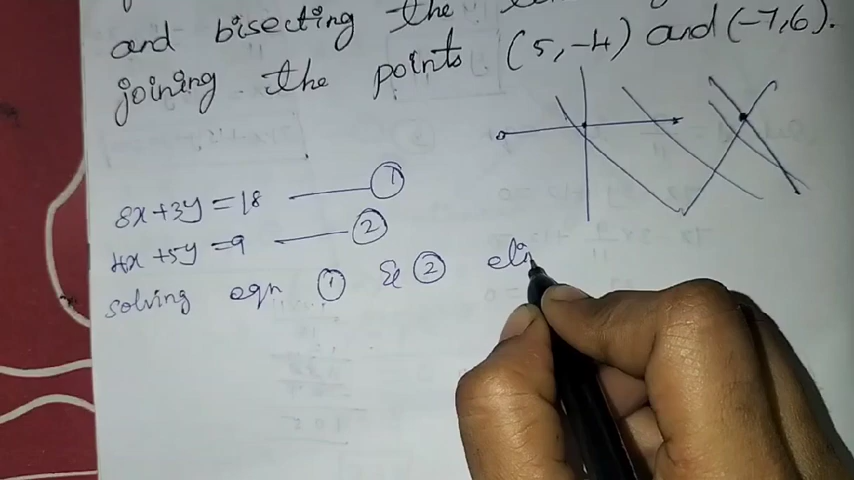 and bisecting the
joining the points (5,-4) and (-7,6).
8x+3y=18 ①
4x+5y=9 ②
solving eqn ① & ② eli